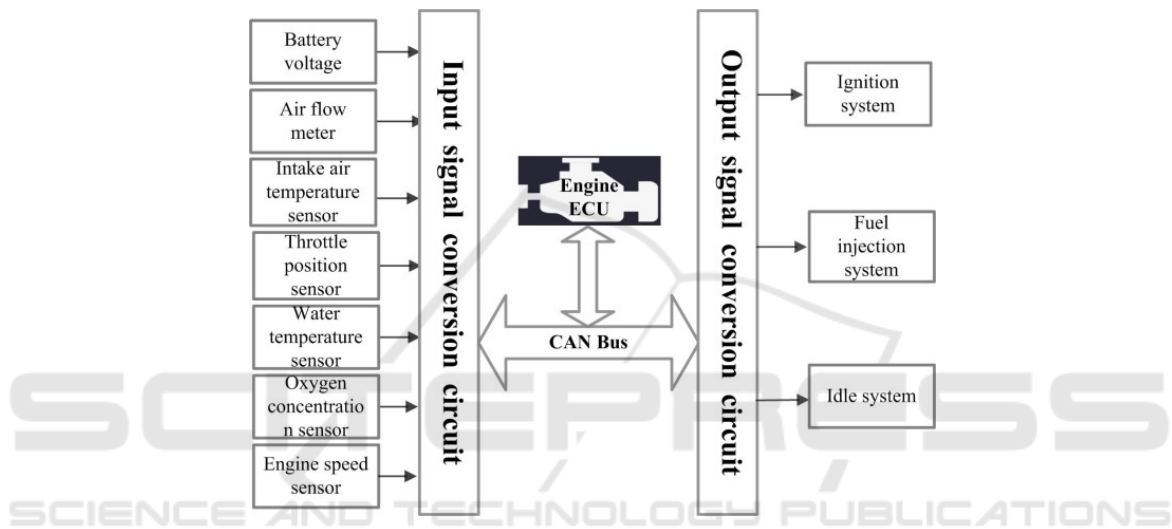 Battery
voltage
Air flow
meter
Intake air
temperature
sensor
Throttle
position
sensor
Water
temperature
sensor
Oxygen
concentratio
n sensor
Engine speed
sensor
Input signal conversion circuit
Engine
ECU
CAN Bus
Output signal conversion circuit
Ignition
system
Fuel
injection
system
Idle system
SCITEPRESS
SCIENCE AND TECHNOLOGY PUBLICATIONS